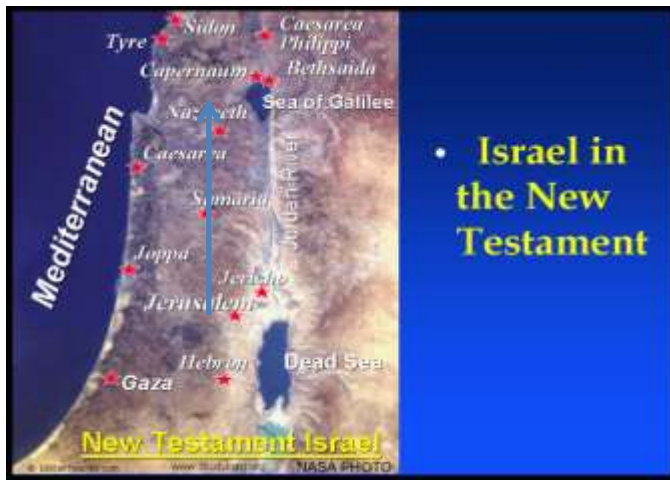 Sidon
Tyre
Caesarea
Philippi
Capernaum
Bethsaida
Sea of Galilee
Nazareth
Caesarea
Mediterranean
Samaria
Jordan River
Joppa
Jericho
Jerusalem
Hebron
Dead Sea
Gaza
New Testament Israel
NASA PHOTO
• Israel in
the New
Testament